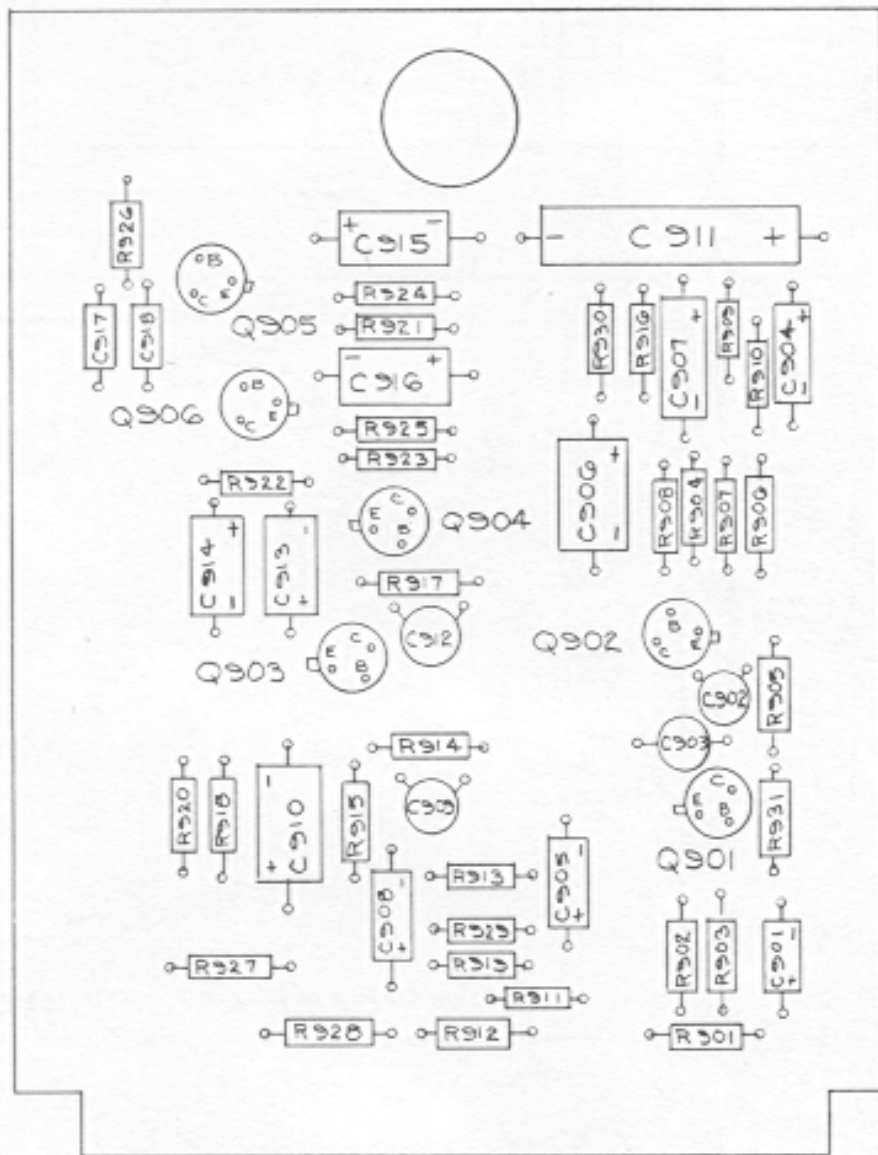 R926
+ C915 -
- C911 +
B
C E
Q905
R924
C917
C918
R921
R930
R916
C907 +
-
R909
R910
C904 +
-
- C916 +
B
C E
Q906
R925
R923
C906 +
-
R922
R908
R904
R907
R906
C
E B
Q904
C914 +
-
C913 -
+
R917
C912
Q902
B
C E
C
E B
Q903
C902
R905
C903
R914
R920
R918
C910 -
+
R915
C909
C
E B
Q901
R931
R913
C905 -
+
C908 -
+
R929
R902
R903
C901 -
+
R927
R919
R911
R928
R912
R901